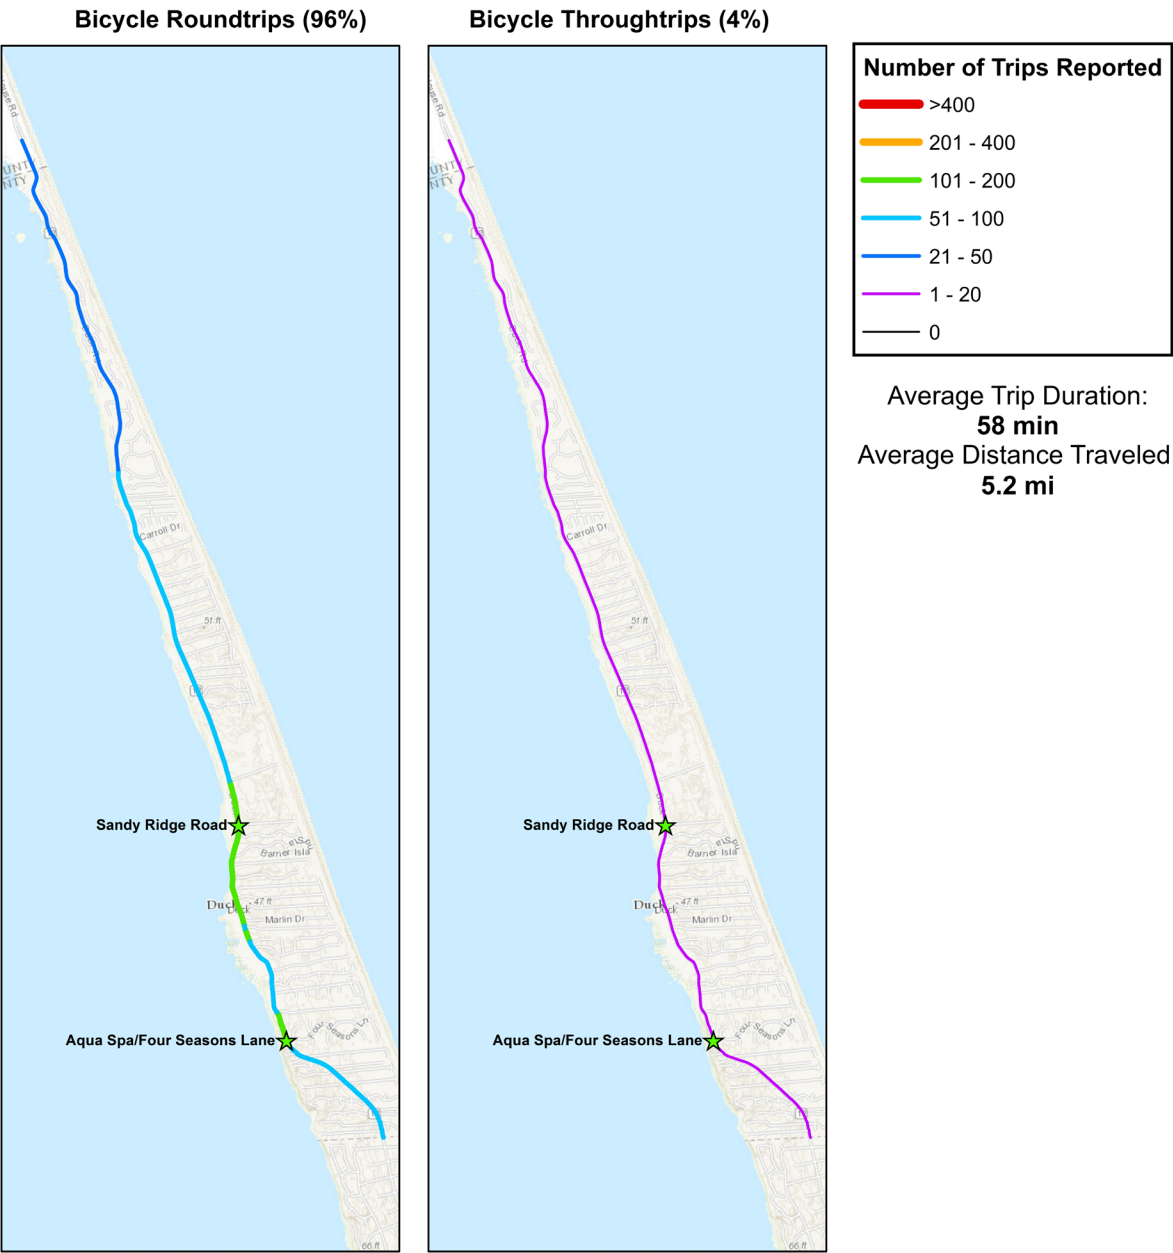 Bicycle Roundtrips (96%)
Bicycle Throughtrips (4%)
Carroll Dr
51 ft
Sandy Ridge Road
Barrier Isla
Duck
Duck
47 ft
Marlin Dr
Four Seasons Ln
Aqua Spa/Four Seasons Lane
66 ft
Carroll Dr
51 ft
Sandy Ridge Road
Barrier Isla
Duck
Duck
47 ft
Marlin Dr
Four Seasons Ln
Aqua Spa/Four Seasons Lane
66 ft
Number of Trips Reported
>400
201 - 400
101 - 200
51 - 100
21 - 50
1 - 20
0
Average Trip Duration:
58 min
Average Distance Traveled
5.2 mi